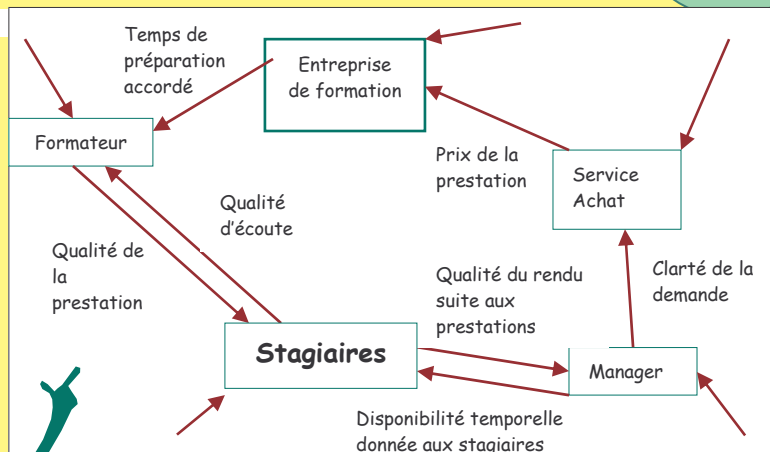 Temps de
préparation
accordé
Entreprise
de formation
Formateur
Prix de la
prestation
Service
Achat
Qualité
d'écoute
Qualité de
la
prestation
Qualité du rendu
suite aux
prestations
Clarté de la
demande
Stagiaires
Manager
Disponibilité temporelle
donnée aux stagiaires